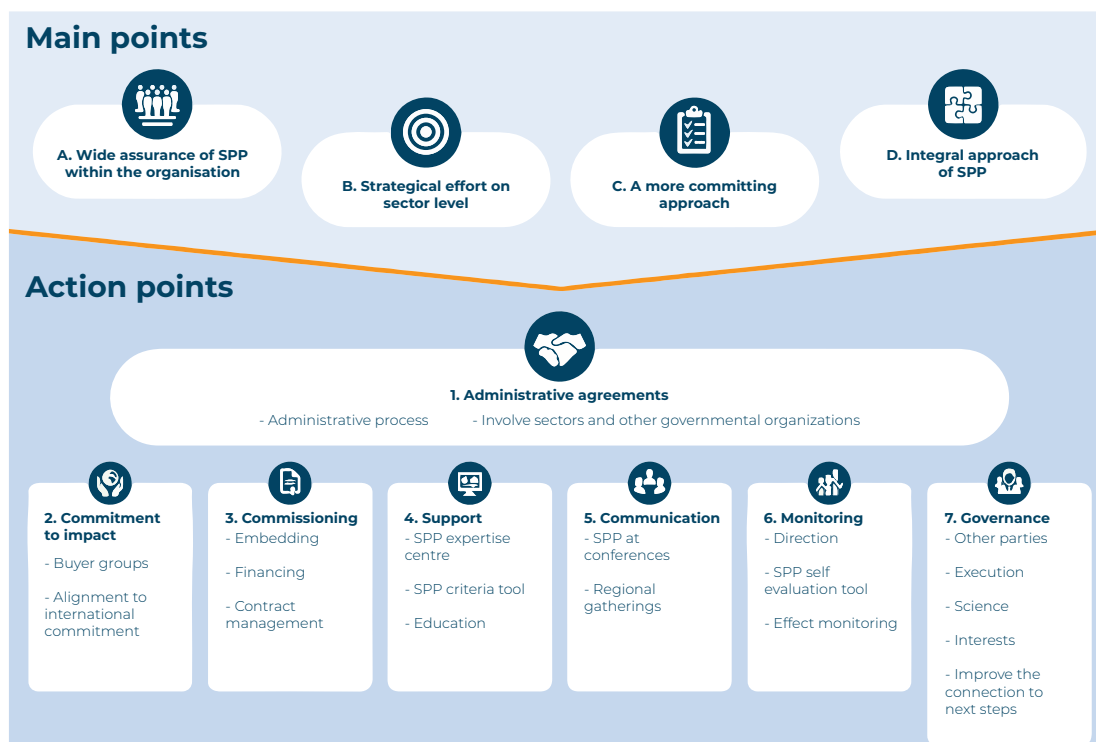 Main points
A. Wide assurance of SPP
within the organisation
B. Strategical effort on
sector level
C. A more committing
approach
D. Integral approach
of SPP
Action points
1. Administrative agreements
- Administrative process
- Involve sectors and other governmental organizations
2. Commitment
to impact
- Buyer groups
- Alignment to
international
commitment
3. Commissioning
- Embedding
- Financing
- Contract
management
4. Support
- SPP expertise
centre
- SPP criteria tool
- Education
5. Communication
- SPP at
conferences
- Regional
gatherings
6. Monitoring
- Direction
- SPP self
evaluation tool
- Effect monitoring
7. Governance
- Other parties
- Execution
- Science
- Interests
- Improve the
connection to
next steps